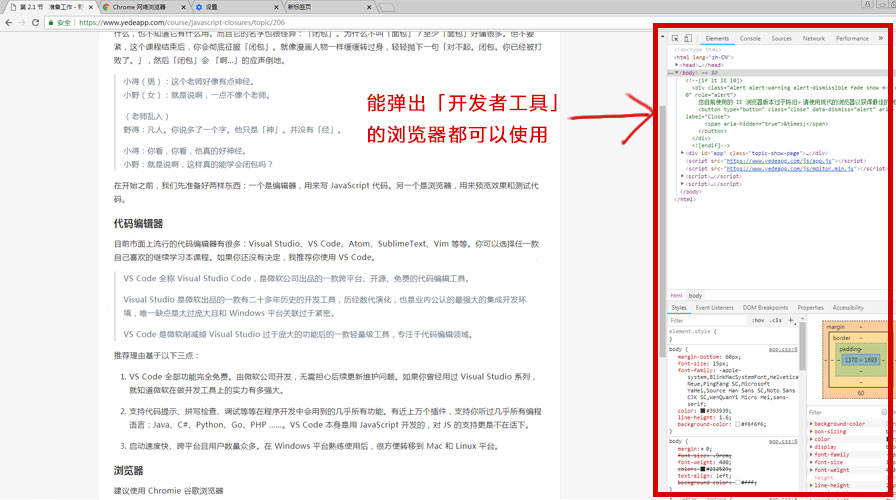 第 2.1 节 准备工作 - 野
Chrome 网络浏览器
设置
新标签页
安全 https://www.yedeapp.com/course/javascript-closures/topic/206
什么，也不知道它有什么用。而且它的名字也很怪异：「闭包」。为什么不叫「面包」？至少「面包」好懂很多。但不要
紧，这个课程结束后，你会彻底征服「闭包」。就像漫画人物一样缓缓转过身，轻轻抛下一句「对不起。闭包。你已经被打
败了。」，然后「闭包」会「啊...」的应声倒地。
小得（男）：这个老师好像有点神经。
小野（女）：就是说啊，一点不像个老师。
（ 老师乱入 ）
野得：凡人。你说多了一个字。他只是「神」。并没有「经」。
小得：你看，你看，他真的好神经。
小野：就是说啊，这样真的能学会闭包吗？
在开始之前，我们先准备好两样东西：一个是编辑器，用来写 JavaScript 代码。另一个是浏览器，用来预览效果和测试代
码。
代码编辑器
目前市面上流行的代码编辑器有很多：Visual Studio、VS Code、Atom、SublimeText、Vim 等等。你可以选择任一款
自己喜欢的继续学习本课程。如果你还没有决定，我推荐你使用 VS Code。
VS Code 全称 Visual Studio Code，是微软公司出品的一款跨平台、开源、免费的代码编辑工具。
Visual Studio 是微软出品的一款有二十多年历史的开发工具，历经数代演化，也是业内公认的最强大的集成开发环
境，唯一缺点是太过庞大且和 Windows 平台关联过于紧密。
VS Code 是微软削减掉 Visual Studio 过于庞大的功能后的一款轻量级工具，专注于代码编辑领域。
推荐理由基于以下三点：
1. VS Code 全部功能完全免费。由微软公司开发，无需担心后续更新维护问题。如果你曾经用过 Visual Studio 系列，
就知道微软在做开发工具上的实力有多强大。
2. 支持代码提示、拼写检查、调试等等在程序开发中会用到的几乎所有功能。有近上万个插件，支持你听过几乎所有编程
语言：Java、C#、Python、Go、PHP ......。VS Code 本身是用 JavaScript 开发的，对 JS 的支持更是不在话下。
3. 启动速度快、跨平台且用户数量众多。在 Windows 平台熟练使用后，很方便转移到 Mac 和 Linux 平台。
浏览器
建议使用 Chromie 谷歌浏览器
能弹出「开发者工具」
的浏览器都可以使用
Elements Console Sources Network Performance »
<!doctype html>
<html lang="zh-CN">
<head>…</head>
<body> == $0
<!--[if lt IE 10]>
<div class="alert alert-warning alert-dismissible fade show m-
0" role="alert">
您目前使用的 IE 浏览器版本过于陈旧，请使用现代的浏览器以获得最佳的
<button type="button" class="close" data-dismiss="alert" aria-
label="Close">
<span aria-hidden="true">&times;</span>
</button>
</div>
<![endif]-->
<div id="app" class="topic-show-page">…</div>
<script src="https://www.yedeapp.com/js/app.js"></script>
<script src="https://www.yedeapp.com/js/mditor.min.js"></script>
<script>…</script>
<script>…</script>
</body>
</html>
html body
Styles Event Listeners DOM Breakpoints Properties Accessibility
Filter :hov .cls +
element.style {
}
body { app.css:6
margin-bottom: 60px;
font-size: 15px;
font-family: -apple-
system,BlinkMacSystemFont,Helvetica
Neue,PingFang SC,Microsoft
YaHei,Source Han Sans SC,Noto Sans
CJK SC,WenQuanYi Micro Hei,sans-
serif;
color: #393939;
line-height: 1.6;
background-color: #f6f6f6;
}
body { app.css:6
margin: 0;
font-size: .9rem;
font-weight: 400;
color: #212529;
text-align: left;
background-color: #fff;
margin -
border -
padding-
1370 × 1693
60
Filter
background-color
box-sizing
color
display
font-family
font-size
font-weight
height
line-height